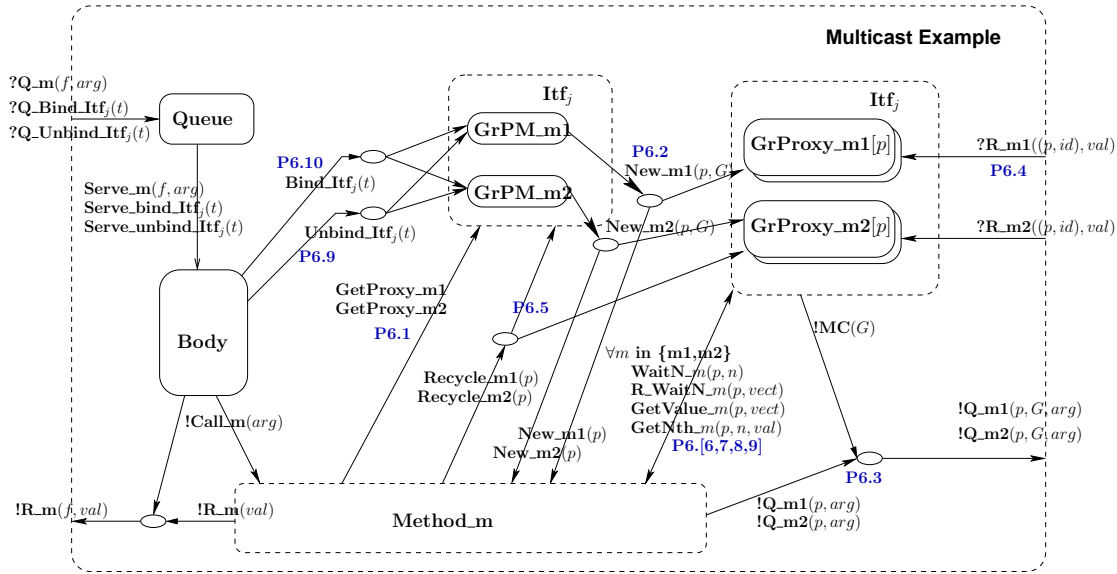 Multicast Example
?Q_m(f, arg)
?Q_Bind_Itf_j(t)
?Q_Unbind_Itf_j(t)
Queue
Serve_m(f, arg)
Serve_bind_Itf_j(t)
Serve_unbind_Itf_j(t)
Body
P6.10
Bind_Itf_j(t)
Unbind_Itf_j(t)
P6.9
Itf_j
GrPM_m1
GrPM_m2
P6.2
New_m1(p, G)
New_m2(p, G)
Itf_j
GrProxy_m1[p]
GrProxy_m2[p]
?R_m1((p, id), val)
P6.4
?R_m2((p, id), val)
GetProxy_m1
GetProxy_m2
P6.1
P6.5
Recycle_m1(p)
Recycle_m2(p)
New_m1(p)
New_m2(p)
∀m in {m1,m2}
WaitN_m(p, n)
R_WaitN_m(p, vect)
GetValue_m(p, vect)
GetNth_m(p, n, val)
P6.[6,7,8,9]
!MC(G)
!Q_m1(p, G, arg)
!Q_m2(p, G, arg)
P6.3
!Q_m1(p, arg)
!Q_m2(p, arg)
!Call_m(arg)
!R_m(f, val)
!R_m(val)
Method_m